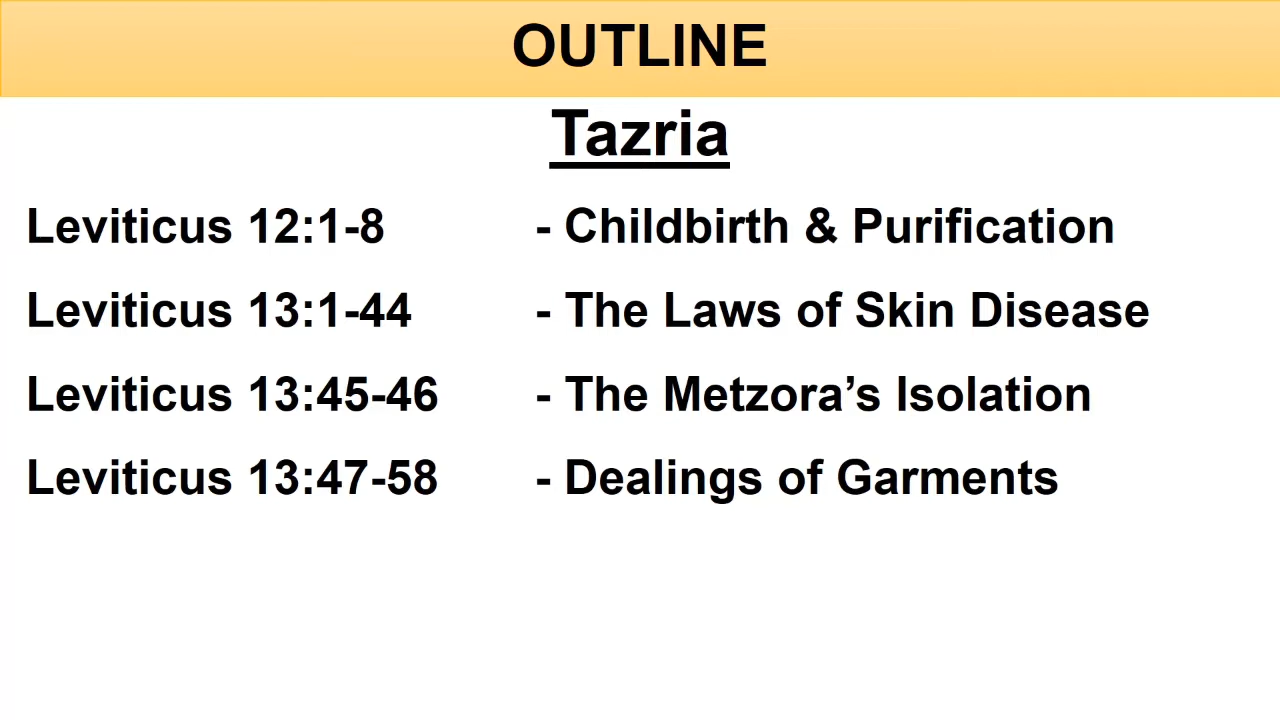 OUTLINE
Tazria
Leviticus 12:1-8 - Childbirth & Purification
Leviticus 13:1-44 - The Laws of Skin Disease
Leviticus 13:45-46 - The Metzora’s Isolation
Leviticus 13:47-58 - Dealings of Garments